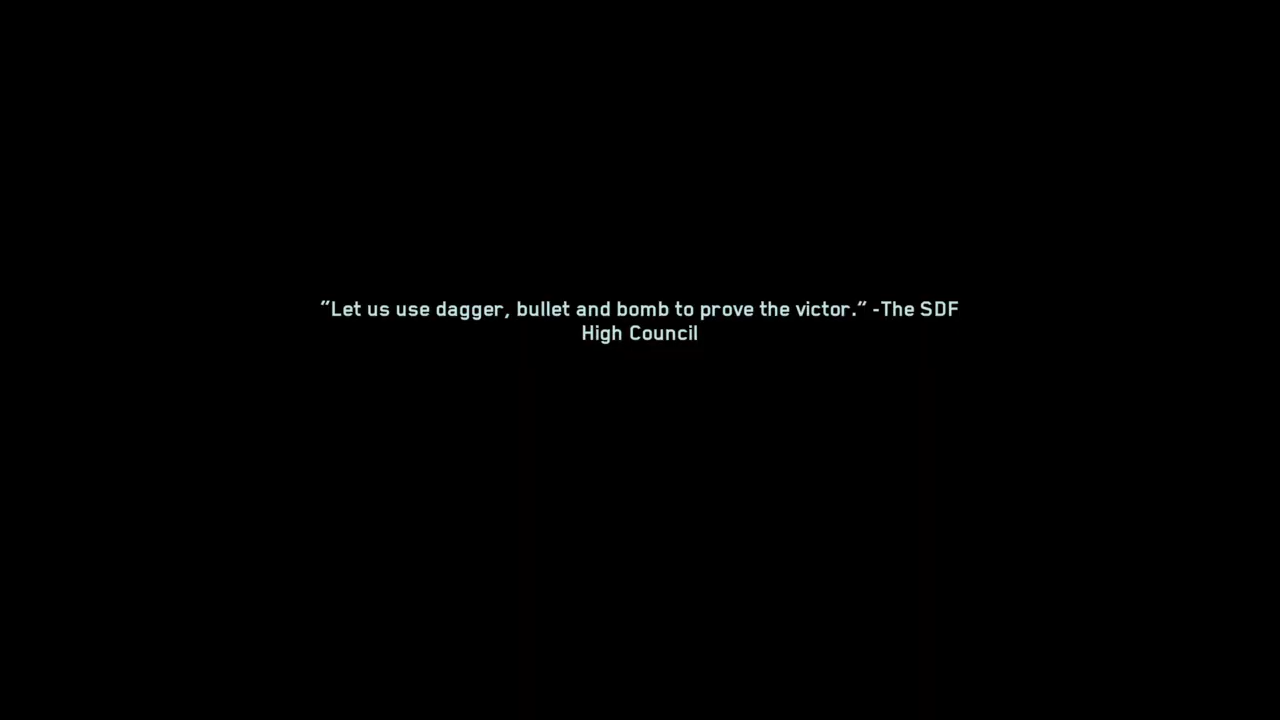 “Let us use dagger, bullet and bomb to prove the victor.” -The SDF
High Council